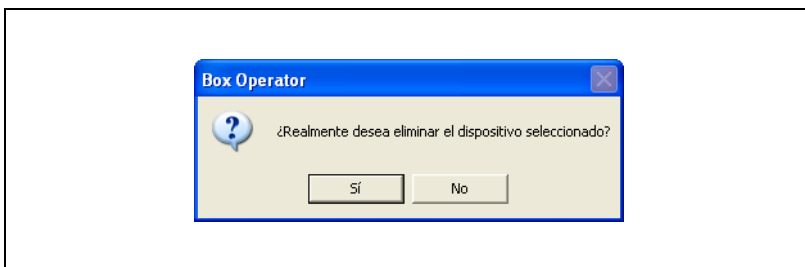 Box Operator
¿Realmente desea eliminar el dispositivo seleccionado?
Sí
No